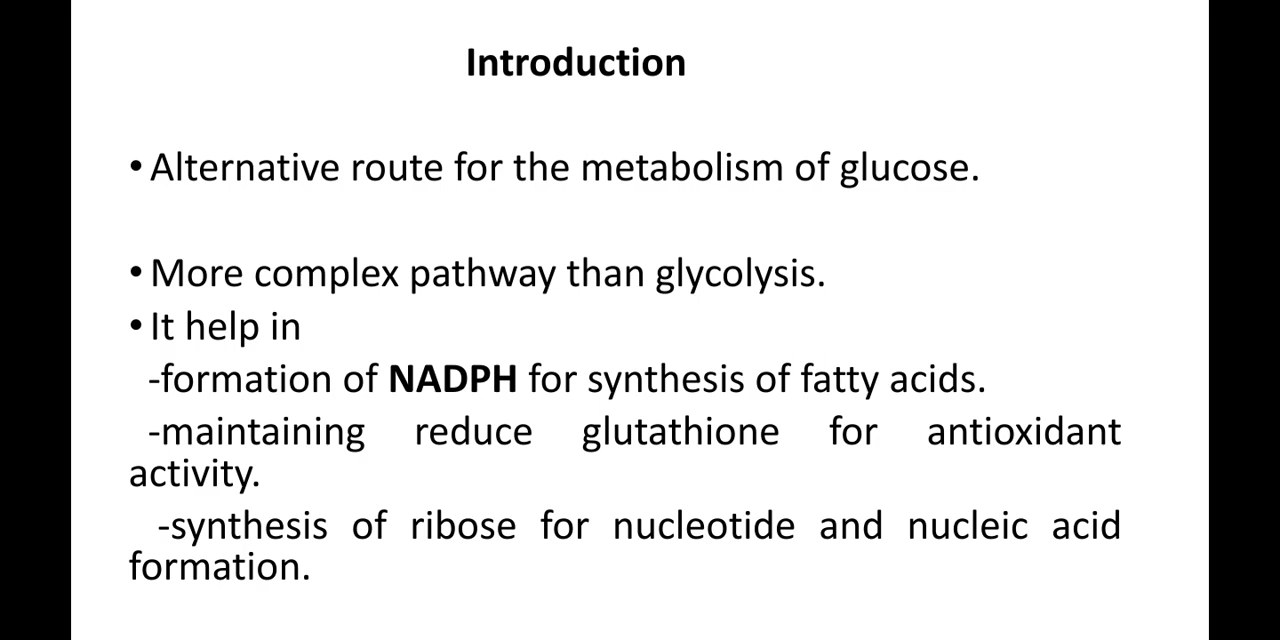 Introduction
• Alternative route for the metabolism of glucose.
• More complex pathway than glycolysis.
• It help in
-formation of NADPH for synthesis of fatty acids.
-maintaining reduce glutathione for antioxidant
activity.
-synthesis of ribose for nucleotide and nucleic acid
formation.